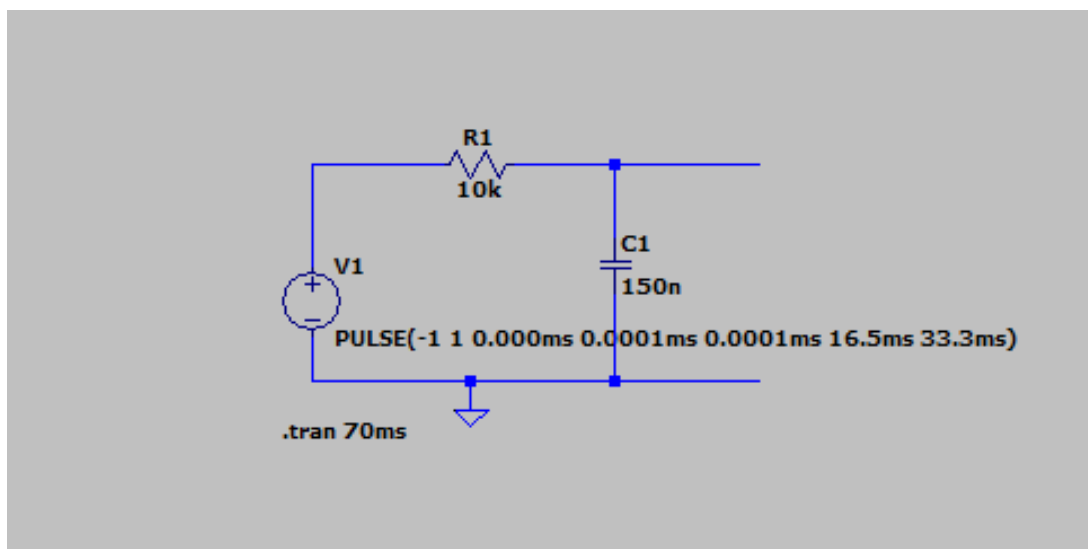 R1
10k
C1
V1
150n
PULSE(-1 1 0.000ms 0.0001ms 0.0001ms 16.5ms 33.3ms)
.tran 70ms